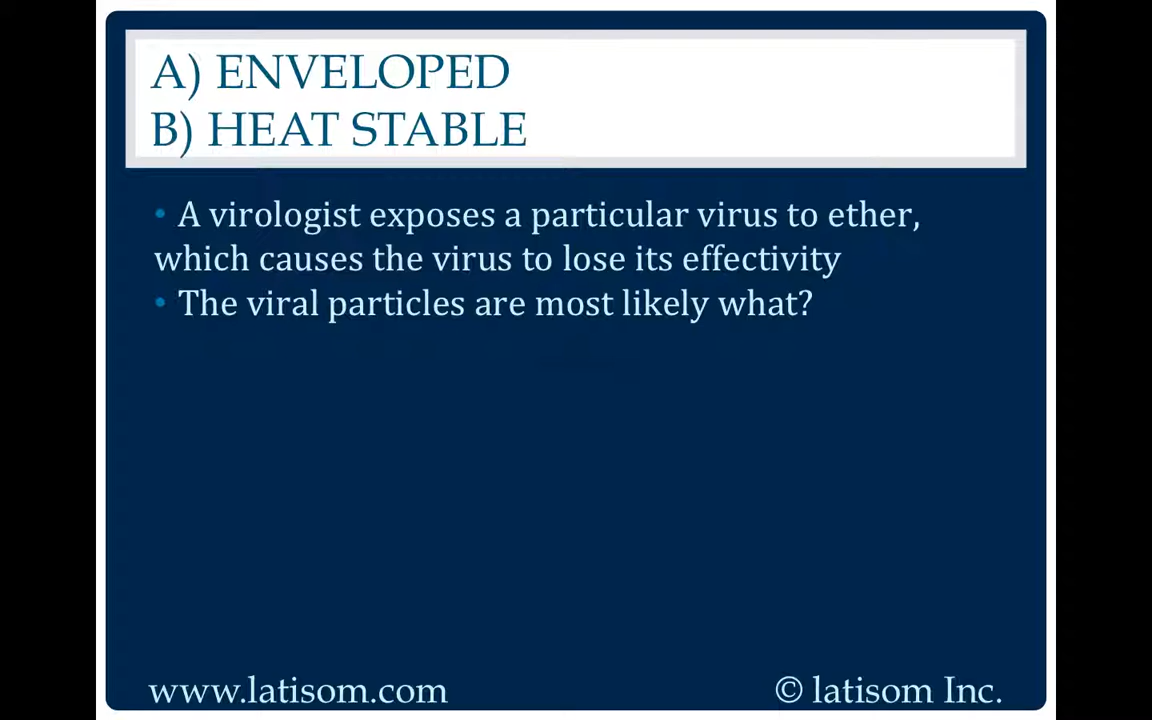 A) ENVELOPED
B) HEAT STABLE
• A virologist exposes a particular virus to ether,
which causes the virus to lose its effectivity
• The viral particles are most likely what?
www.latisom.com
© latisom Inc.